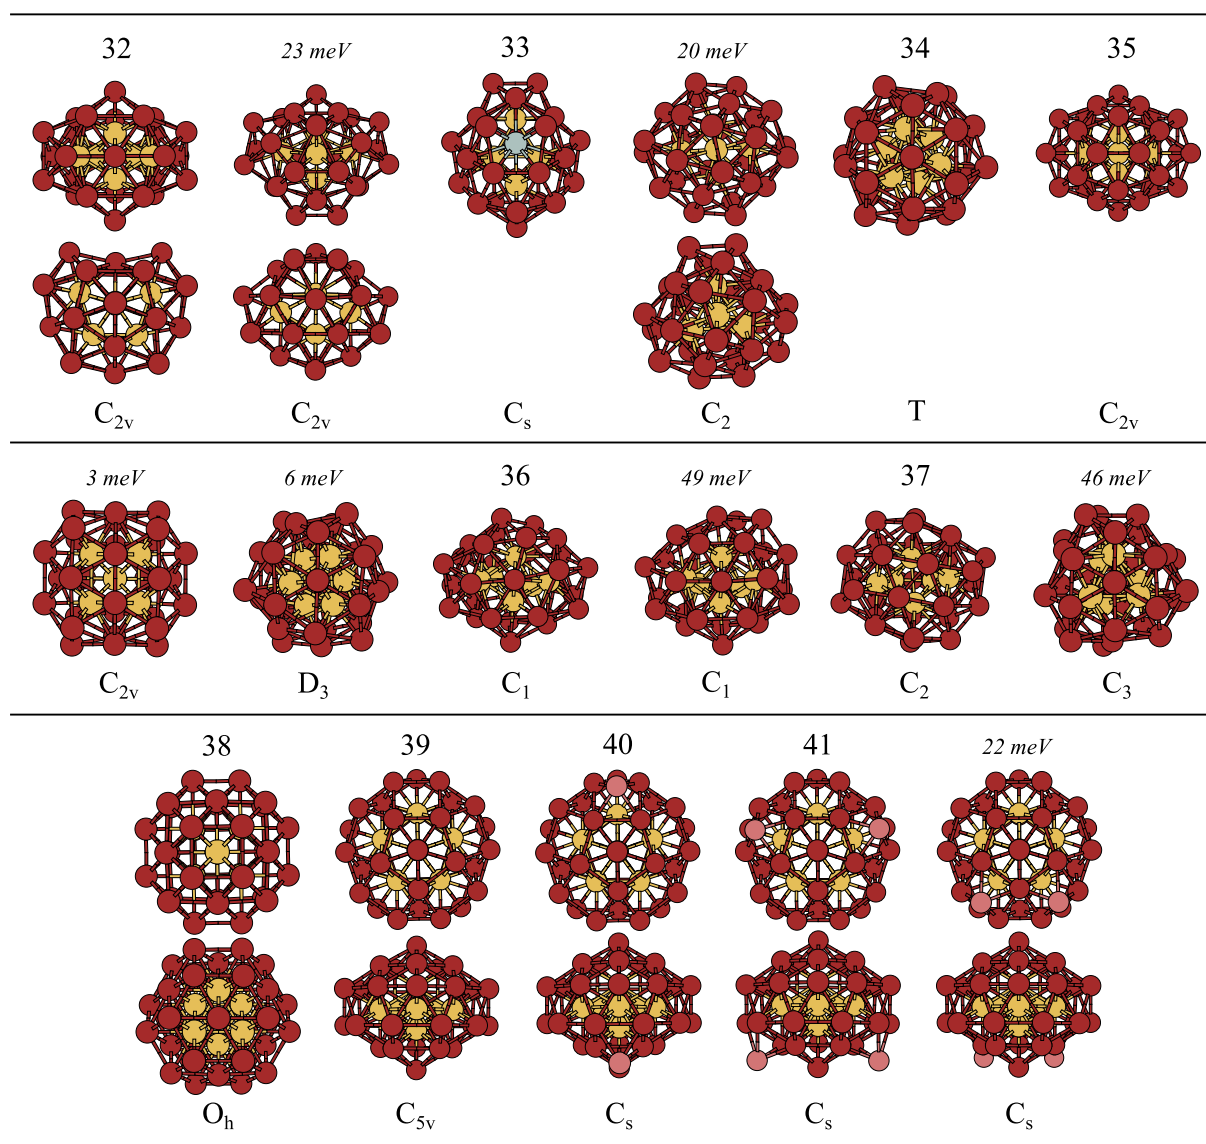 32 23 meV 33 20 meV 34 35
C2v C2v Cs C2 T C2v
3 meV 6 meV 36 49 meV 37 46 meV
C2v D3 C1 C1 C2 C3
38 39 40 41 22 meV
Oh C5v Cs Cs Cs